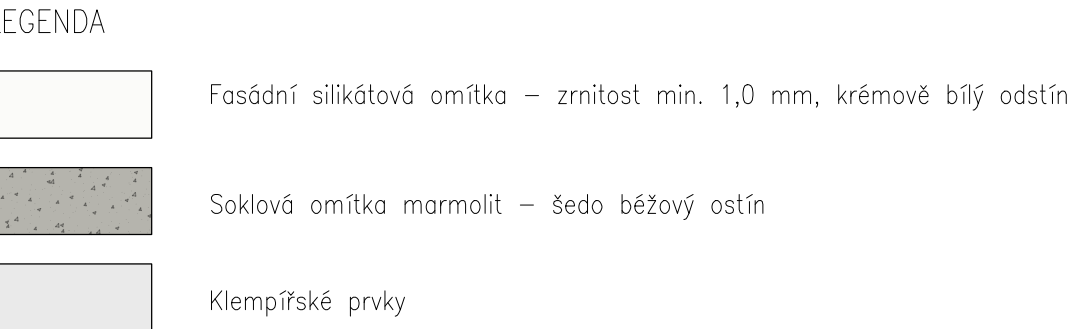 LEGENDA
Fasádní silikátová omítka – zrnitost min. 1,0 mm, krémově bílý odstín
Soklová omítka marmolit – šedo béžový ostín
Klempířské prvky